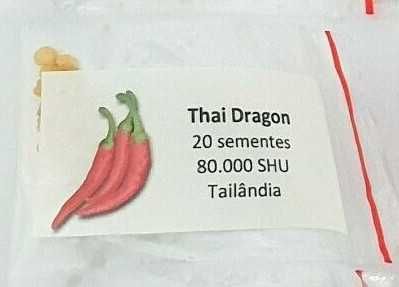 Thai Dragon
20 sementes
80.000 SHU
Tailândia